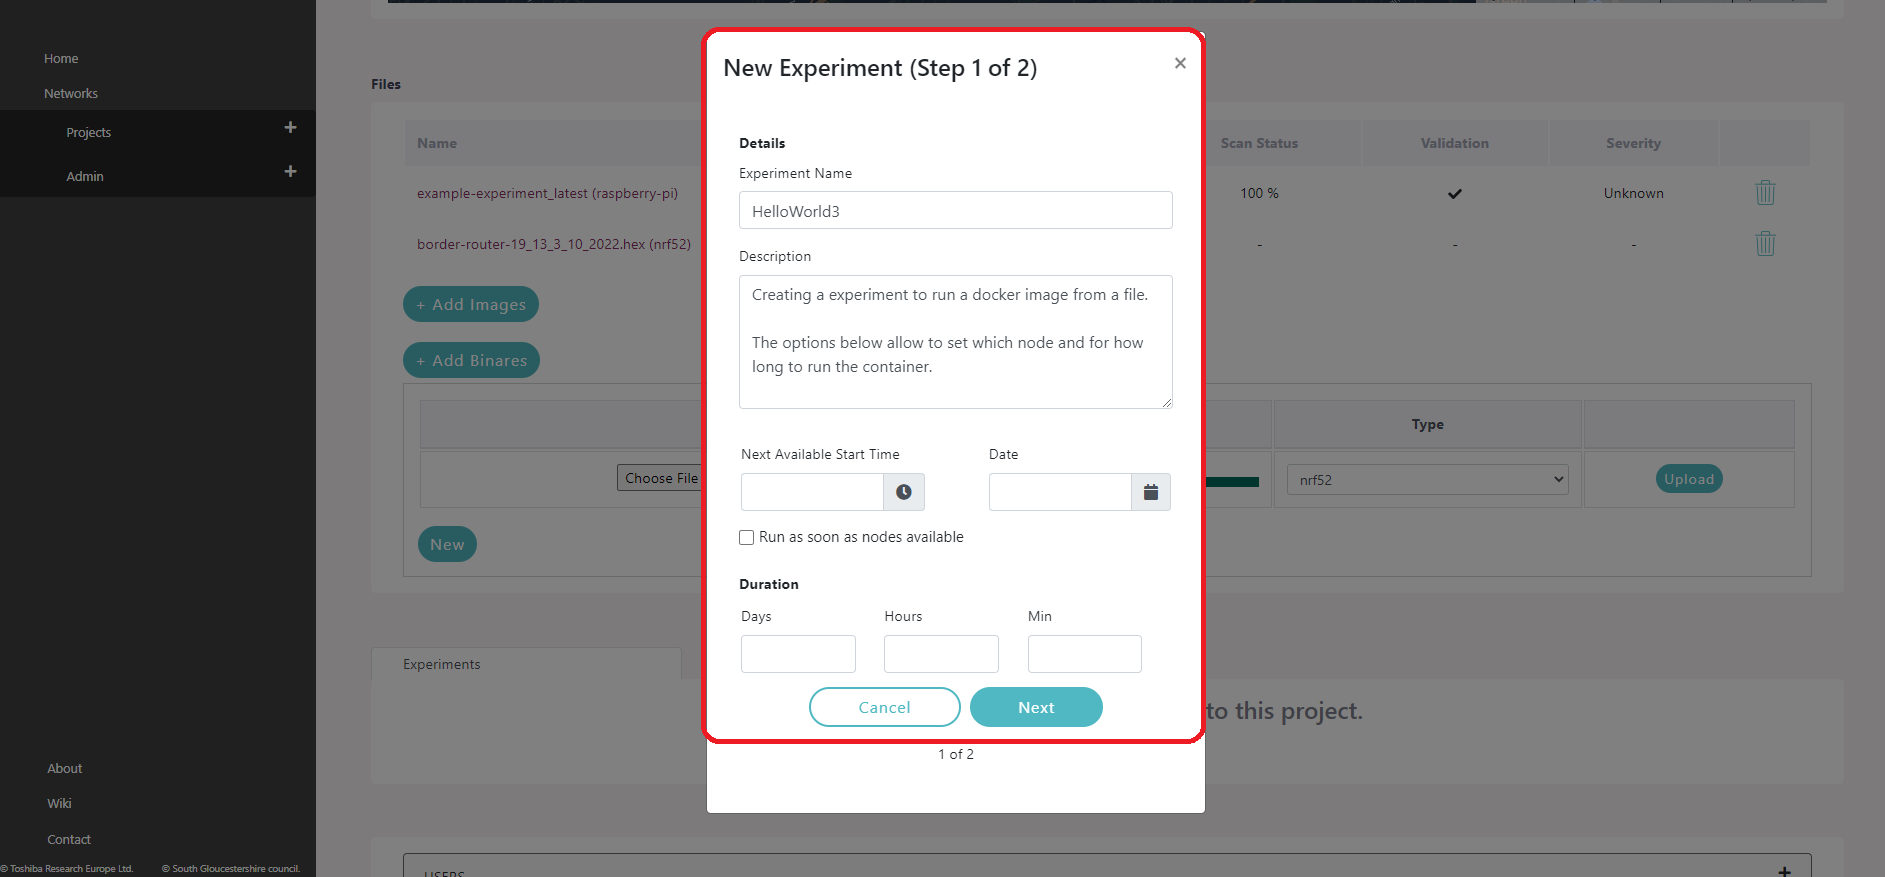 Home
Networks
Projects +
Admin +
About
Wiki
Contact
© Toshiba Research Europe Ltd. © South Gloucestershire council.
Files
Name Scan Status Validation Severity
example-experiment_latest (raspberry-pi) 100 % Unknown
border-router-19_13_3_10_2022.hex (nrf52) - - -
+ Add Images
+ Add Binares
Type
Choose File nrf52 Upload
New
Experiments
to this project.
USERS +
New Experiment (Step 1 of 2) ×
Details
Experiment Name
HelloWorld3
Description
Creating a experiment to run a docker image from a file.
The options below allow to set which node and for how
long to run the container.
Next Available Start Time Date
Run as soon as nodes available
Duration
Days Hours Min
Cancel Next
1 of 2